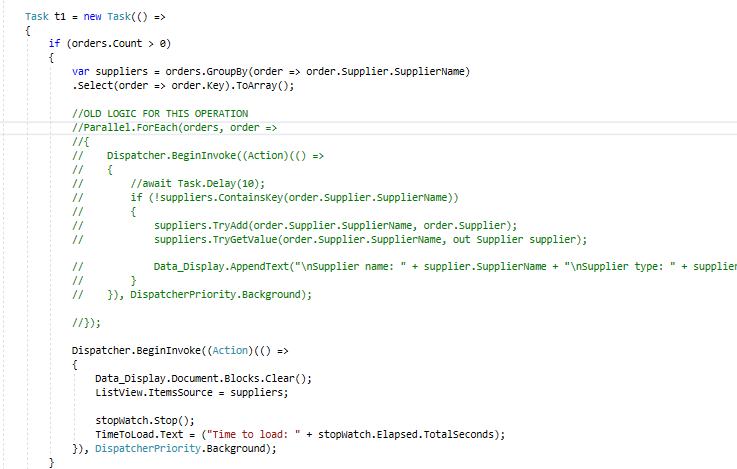 Task t1 = new Task(() =>
{
if (orders.Count > 0)
{
var suppliers = orders.GroupBy(order => order.Supplier.SupplierName)
.Select(order => order.Key).ToArray();
//OLD LOGIC FOR THIS OPERATION
//Parallel.ForEach(orders, order =>
//{
//    Dispatcher.BeginInvoke((Action)(() =>
//    {
//        //await Task.Delay(10);
//        if (!suppliers.ContainsKey(order.Supplier.SupplierName))
//        {
//            suppliers.TryAdd(order.Supplier.SupplierName, order.Supplier);
//            suppliers.TryGetValue(order.Supplier.SupplierName, out Supplier supplier);
//            Data_Display.AppendText("\nSupplier name: " + supplier.SupplierName + "\nSupplier type: " + supplier
//        }
//    }), DispatcherPriority.Background);
//});
Dispatcher.BeginInvoke((Action)(() =>
{
Data_Display.Document.Blocks.Clear();
ListView.ItemsSource = suppliers;
stopWatch.Stop();
TimeToLoad.Text = ("Time to load: " + stopWatch.Elapsed.TotalSeconds);
}), DispatcherPriority.Background);
}